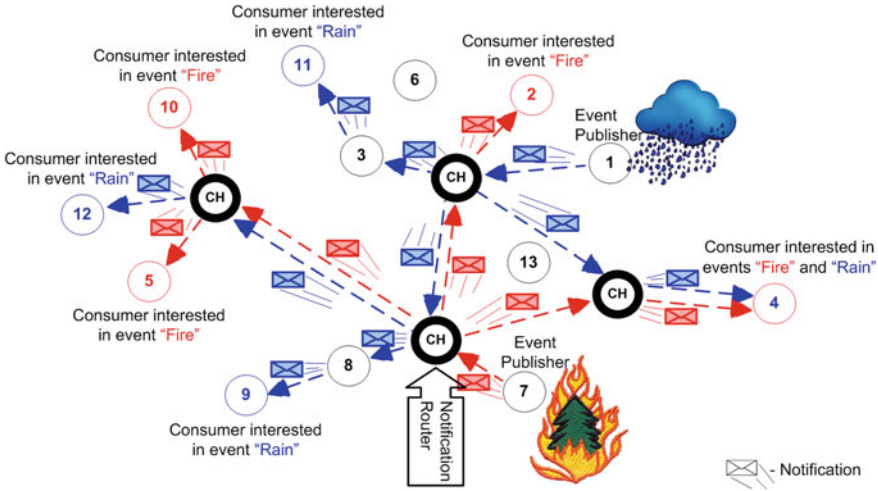 Consumer interested
in event “Rain”
11
6
Consumer interested
in event “Fire”
2
Consumer interested
in event “Fire”
10
Event
Publisher
1
3
CH
Consumer interested
in event “Rain”
12
CH
5
Consumer interested
in event “Fire”
13
Consumer interested in
events “Fire” and “Rain”
4
CH
CH
8
9
Consumer interested
in event “Rain”
Event
Publisher
7
Notification
Router
- Notification